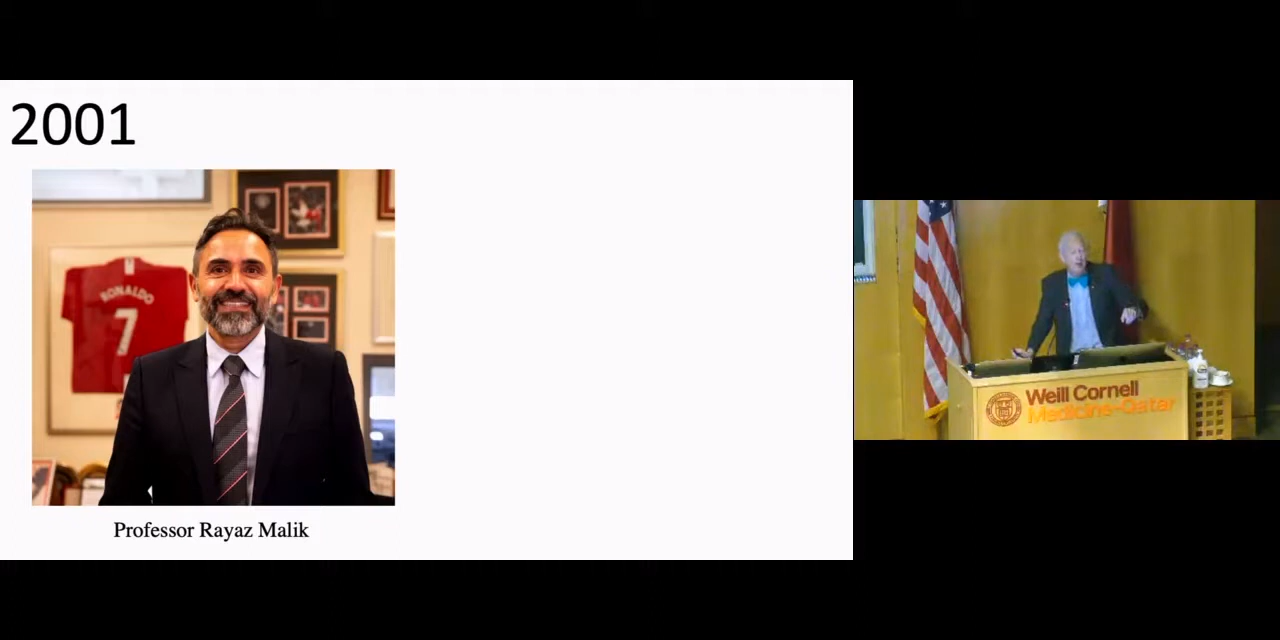 2001
RONALDO
7
Professor Rayaz Malik
Weill Cornell
Medicine-Qatar